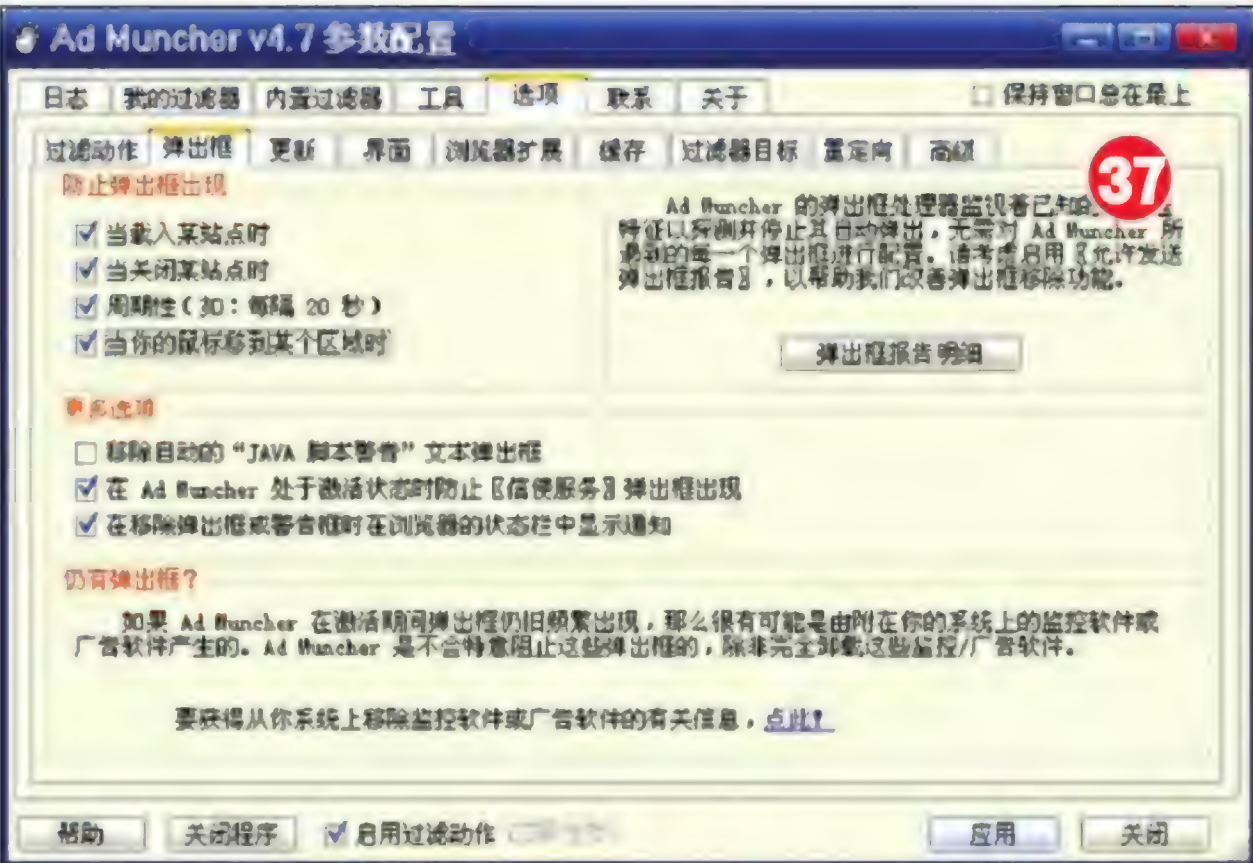 Ad Muncher v4.7 参数配置
日志 我的过滤器 内置过滤器 工具 选项 联系 关于 保持窗口总在最上
过滤动作 弹出框 更新 界面 浏览器扩展 缓存 过滤器目标 重定向 高级
37
防止弹出框出现
当载入某站点时
当关闭某站点时
周期性(如：每隔 20 秒)
当你的鼠标移到某个区域时
Ad Muncher 的弹出框处理器监视着已知的
特征以猜测并停止其自动弹出，无需对 Ad Muncher 所
遇到的每一个弹出框进行配置。请考虑启用〖允许发送
弹出框报告〗，以帮助我们改善弹出框移除功能。
弹出框报告明细
更多选项
移除自动的“JAVA 脚本警告”文本弹出框
在 Ad Muncher 处于激活状态时防止〖信使服务〗弹出框出现
在移除弹出框或警告框时在浏览器的状态栏中显示通知
仍有弹出框？
如果 Ad Muncher 在激活期间弹出框仍旧频繁出现，那么很有可能是由附在你的系统上的监控软件或
广告软件产生的。Ad Muncher 是不会特意阻止这些弹出框的，除非完全卸载这些监控/广告软件。
要获得从你系统上移除监控软件或广告软件的有关信息，点此！
帮助 关闭程序 启用过滤动作 应用 关闭